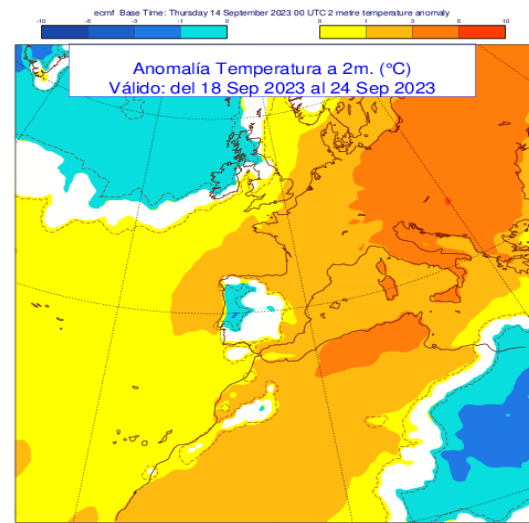 ecmf Base Time: Thursday 14 September 2023 00 UTC 2 metre temperature anomaly
-10 -6 -3 -1 0 0 1 3 6 10
Anomalía Temperatura a 2m. (°C)
Válido: del 18 Sep 2023 al 24 Sep 2023